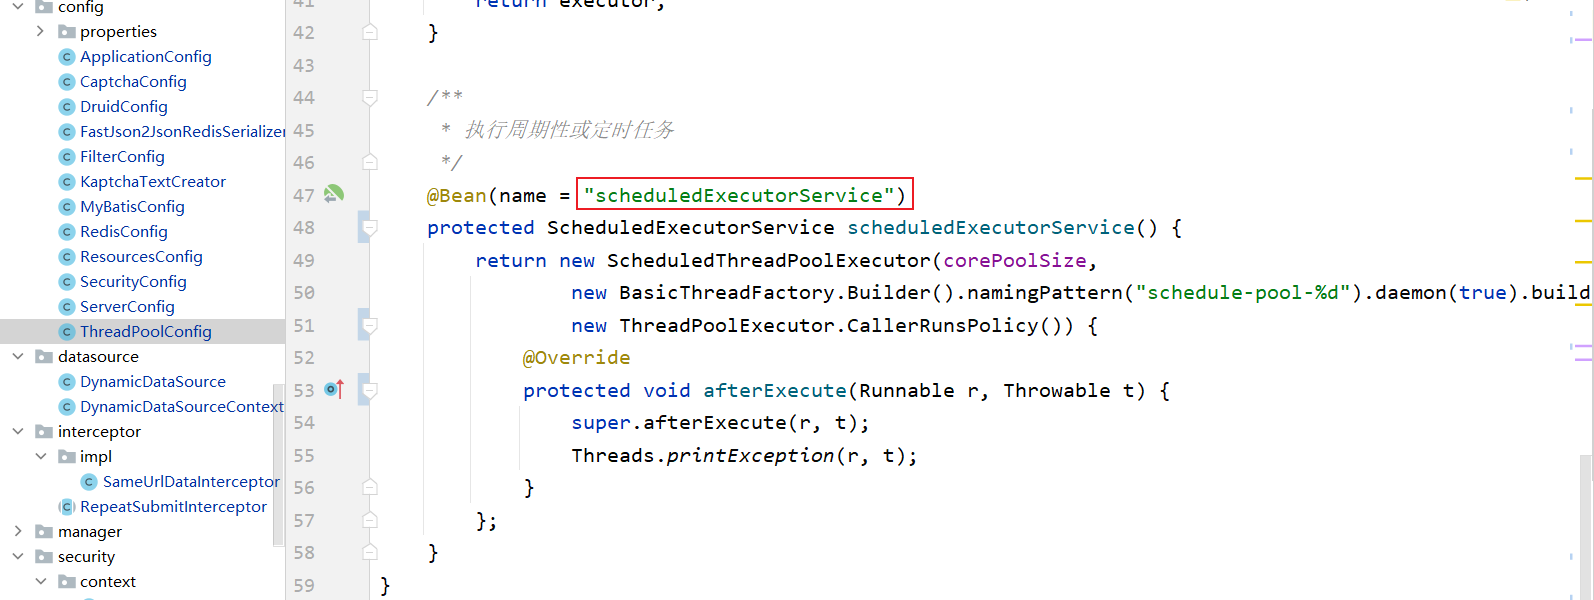 config
properties
ApplicationConfig
CaptchaConfig
DruidConfig
FastJson2JsonRedisSerializer
FilterConfig
KaptchaTextCreator
MyBatisConfig
RedisConfig
ResourcesConfig
SecurityConfig
ServerConfig
ThreadPoolConfig
datasource
DynamicDataSource
DynamicDataSourceContext
interceptor
impl
SameUrlDataInterceptor
RepeatSubmitInterceptor
manager
security
context
41 return executor;
42 }
43
44 /**
45 * 执行周期性或定时任务
46 */
47 @Bean(name = "scheduledExecutorService")
48 protected ScheduledExecutorService scheduledExecutorService() {
49 return new ScheduledThreadPoolExecutor(corePoolSize,
50 new BasicThreadFactory.Builder().namingPattern("schedule-pool-%d").daemon(true).build
51 new ThreadPoolExecutor.CallerRunsPolicy()) {
52 @Override
53 protected void afterExecute(Runnable r, Throwable t) {
54 super.afterExecute(r, t);
55 Threads.printException(r, t);
56 }
57 };
58 }
59 }